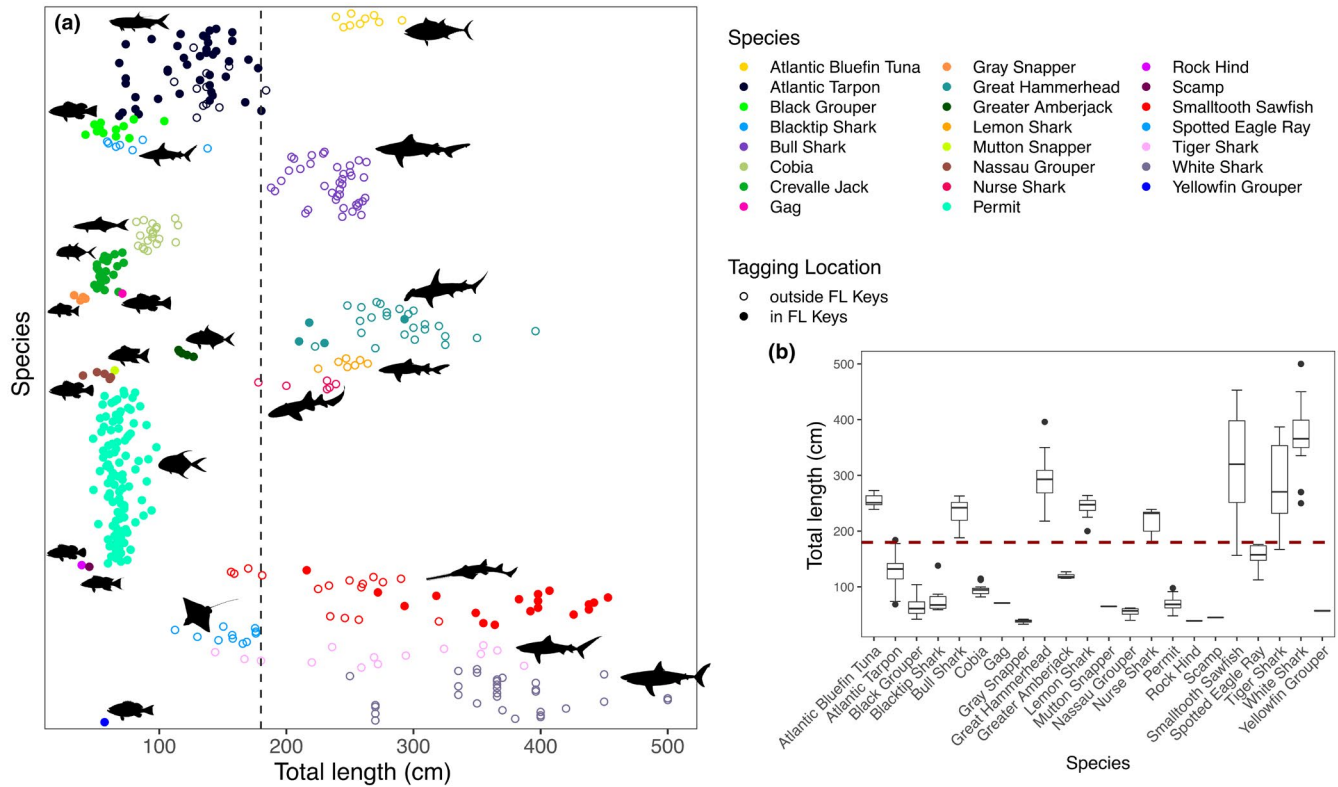 (a)
Species
100
200
300
400
500
Total length (cm)
Species
Atlantic Bluefin Tuna
Atlantic Tarpon
Black Grouper
Blacktip Shark
Bull Shark
Cobia
Crevalle Jack
Gag
Gray Snapper
Great Hammerhead
Greater Amberjack
Lemon Shark
Mutton Snapper
Nassau Grouper
Nurse Shark
Permit
Rock Hind
Scamp
Smalltooth Sawfish
Spotted Eagle Ray
Tiger Shark
White Shark
Yellowfin Grouper
Tagging Location
outside FL Keys
in FL Keys
(b)
Total length (cm)
500
400
300
200
100
Atlantic Bluefin Tuna
Atlantic Tarpon
Black Grouper
Blacktip Shark
Bull Shark
Cobia
Gag
Gray Snapper
Great Hammerhead
Greater Amberjack
Lemon Shark
Mutton Snapper
Nassau Grouper
Nurse Shark
Permit
Rock Hind
Scamp
Smalltooth Sawfish
Spotted Eagle Ray
Tiger Shark
White Shark
Yellowfin Grouper
Species